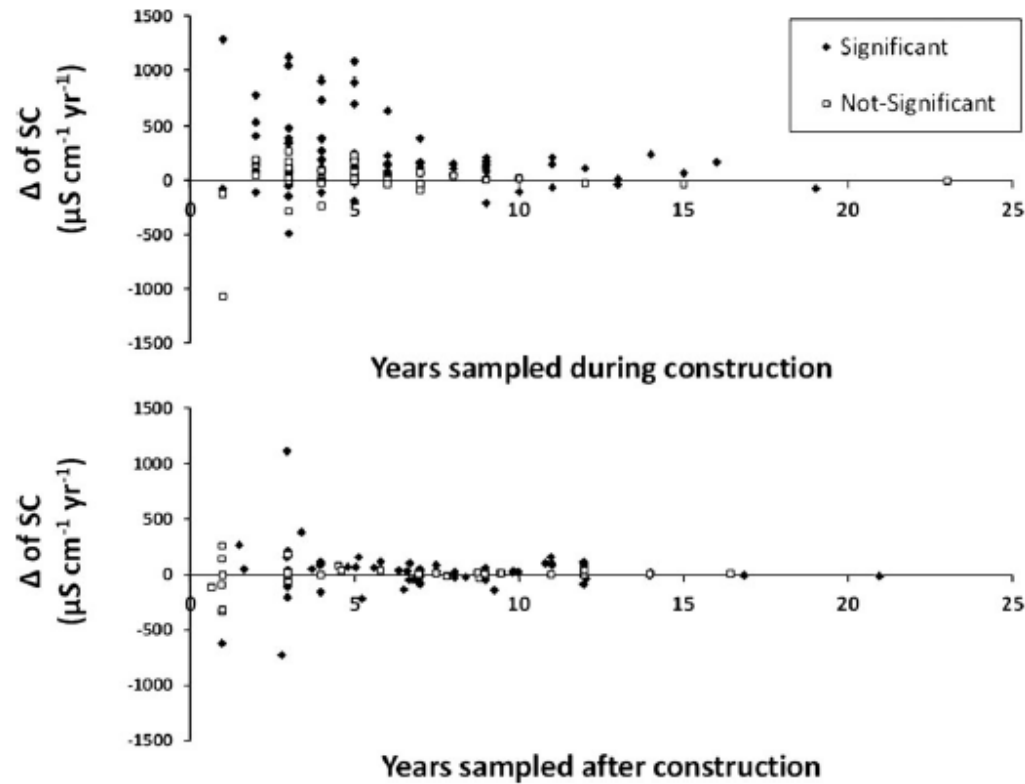 1500
1000
500
0
-500
-1000
-1500
0 5 10 15 20 25
Δ of SC
(µS cm⁻¹ yr⁻¹)
Significant
Not-Significant
Years sampled during construction
1500
1000
500
0
-500
-1000
-1500
0 5 10 15 20 25
Δ of SC
(µS cm⁻¹ yr⁻¹)
Years sampled after construction